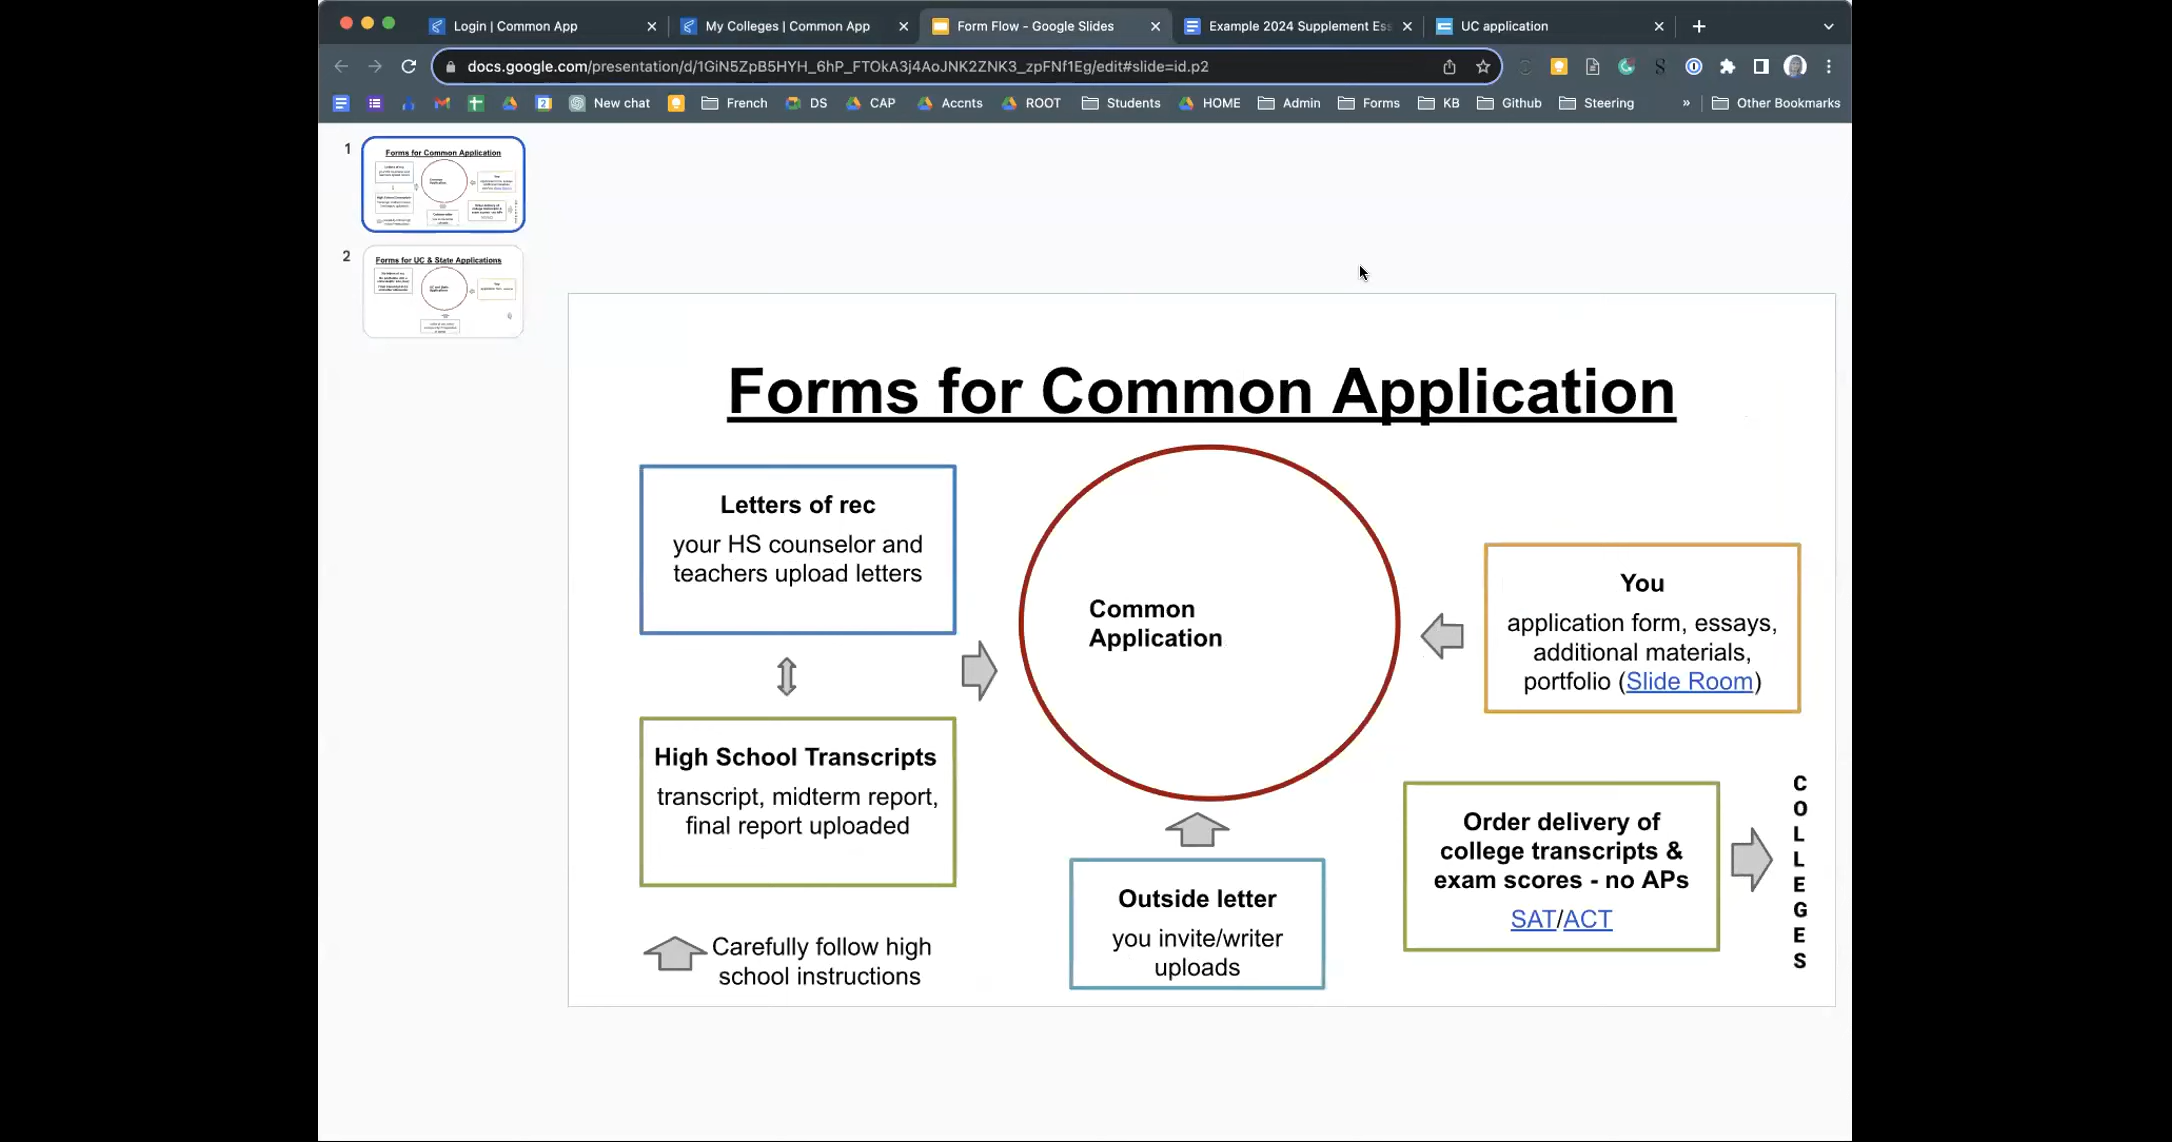 Login | Common App
My Colleges | Common App
Form Flow - Google Slides
Example 2024 Supplement Ess
UC application
docs.google.com/presentation/d/1GiN5ZpB5HYH_6hP_FTOkA3j4AoJNK2ZNK3_zpFNf1Eg/edit#slide=id.p2
New chat
French
DS
CAP
Accnts
ROOT
Students
HOME
Admin
Forms
KB
Github
Steering
»
Other Bookmarks
1
Forms for Common Application
2
Forms for UC & State Applications
Forms for Common Application
Letters of rec
your HS counselor and
teachers upload letters
High School Transcripts
transcript, midterm report,
final report uploaded
Carefully follow high
school instructions
Common
Application
Outside letter
you invite/writer
uploads
You
application form, essays,
additional materials,
portfolio (Slide Room)
Order delivery of
college transcripts &
exam scores - no APs
SAT/ACT
C
O
L
L
E
G
E
S